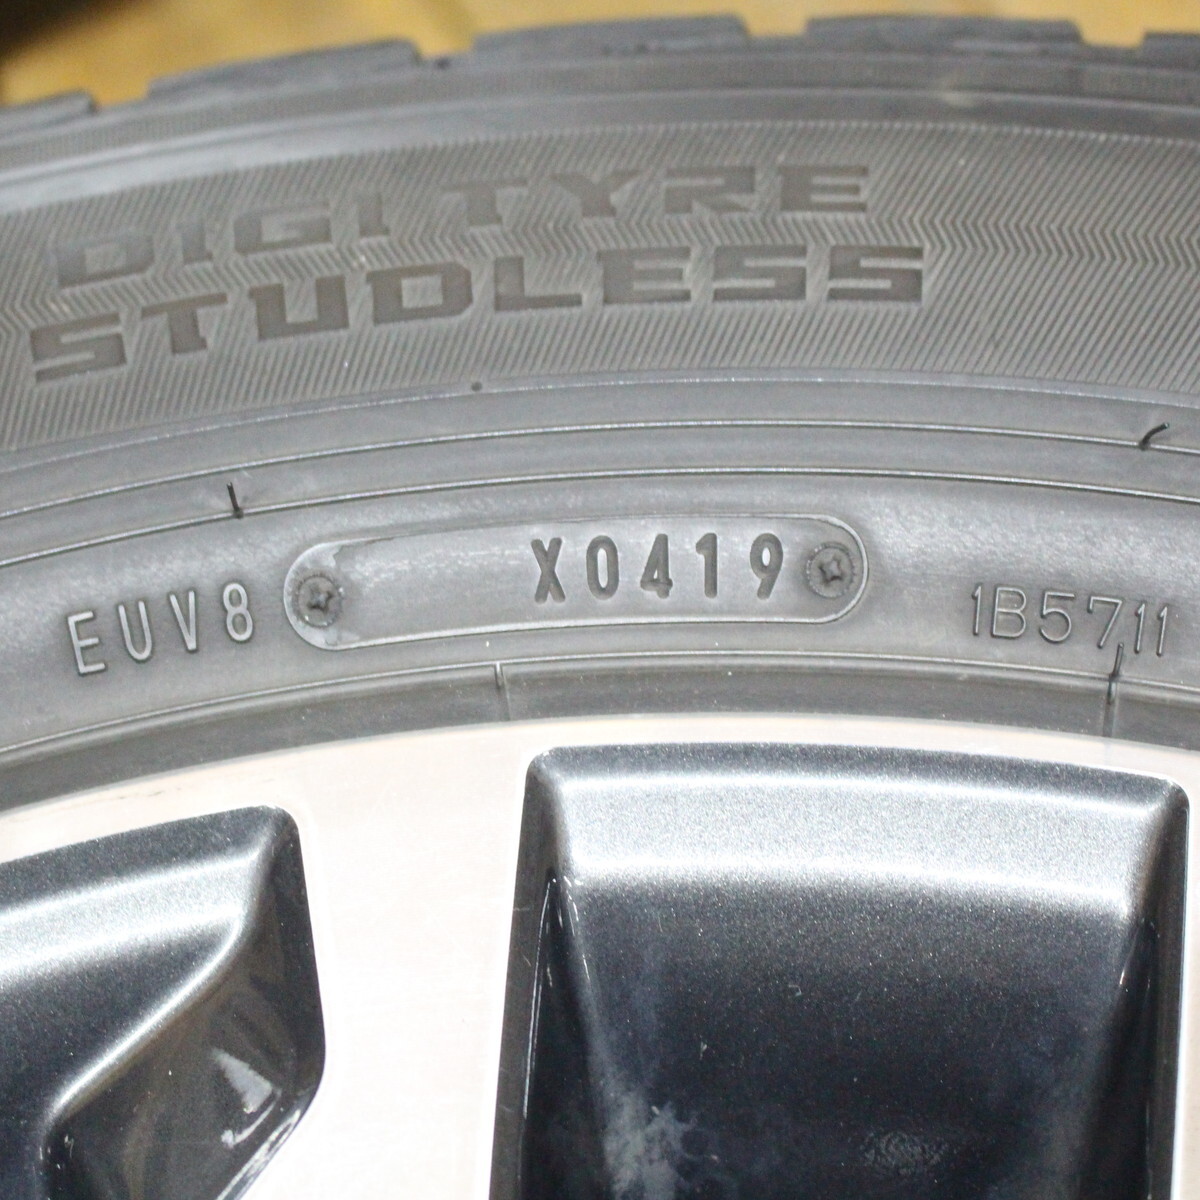 DIGI TYRE
STUDLESS
EUV8 X0419 1B5711